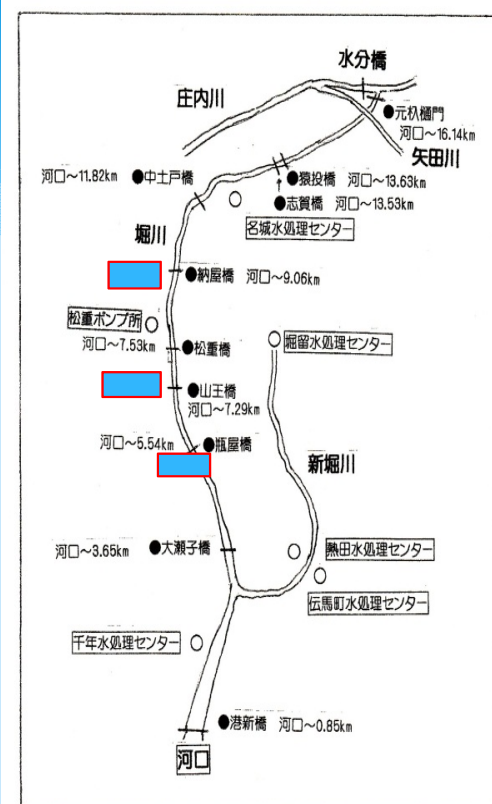 水分橋
庄内川
●元杁樋門
河口～16.14km
矢田川
河口～11.82km ●中土戸橋
●猿投橋 河口～13.63km
●志賀橋 河口～13.53km
名城水処理センター
堀川
●納屋橋 河口～9.06km
松重ポンプ所
河口～7.53km ●松重橋
堀留水処理センター
●山王橋
河口～7.29km
河口～5.54km ●瓶屋橋
新堀川
河口～3.65km ●大瀬子橋
熱田水処理センター
伝馬町水処理センター
千年水処理センター
●港新橋 河口～0.85km
河口